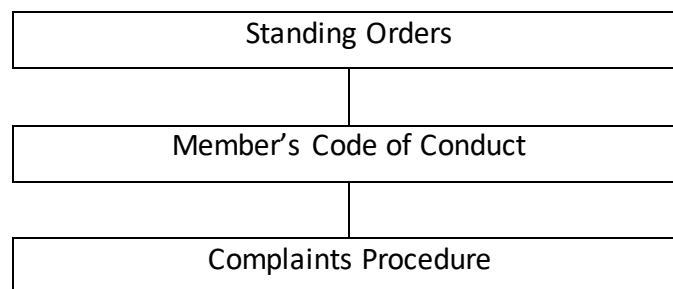 Standing Orders
Member’s Code of Conduct
Complaints Procedure